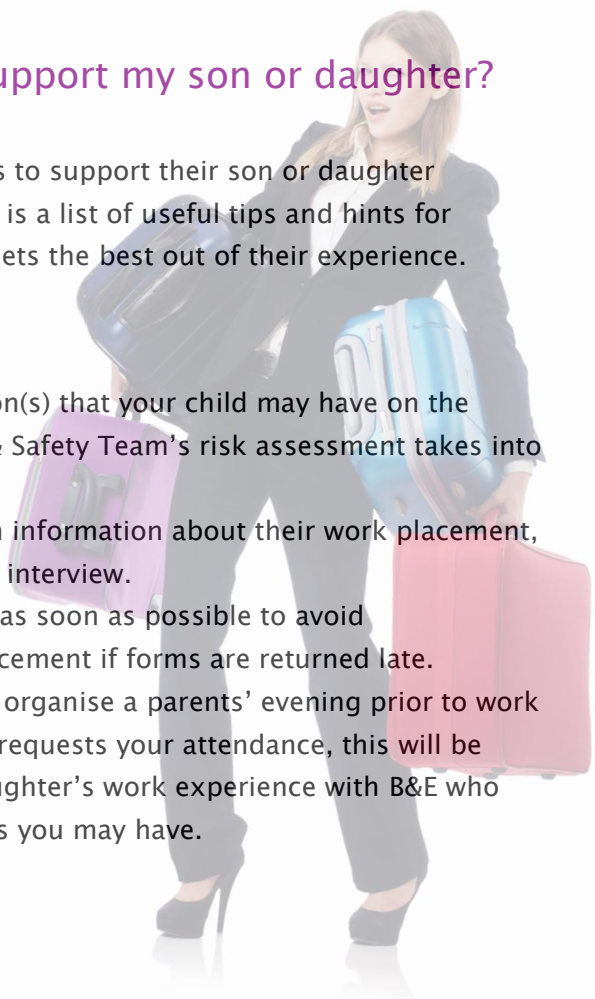 upport my son or daughter?
s to support their son or daughter
is a list of useful tips and hints for
ets the best out of their experience.
on(s) that your child may have on the
& Safety Team’s risk assessment takes into
information about their work placement,
interview.
as soon as possible to avoid
cement if forms are returned late.
organise a parents’ evening prior to work
requests your attendance, this will be
ughter’s work experience with B&E who
s you may have.